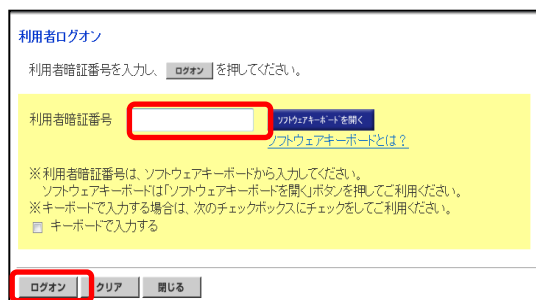 利用者ログオン
利用者暗証番号を入力し、 ログオン を押してください。
利用者暗証番号 ソフトウェアキーボードを開く
ソフトウェアキーボードとは？
※利用者暗証番号は、ソフトウェアキーボードから入力してください。
ソフトウェアキーボードは「ソフトウェアキーボードを開く」ボタンを押してご利用ください。
※キーボードで入力する場合は、次のチェックボックスにチェックをしてご利用ください。
キーボードで入力する
ログオン クリア 閉じる